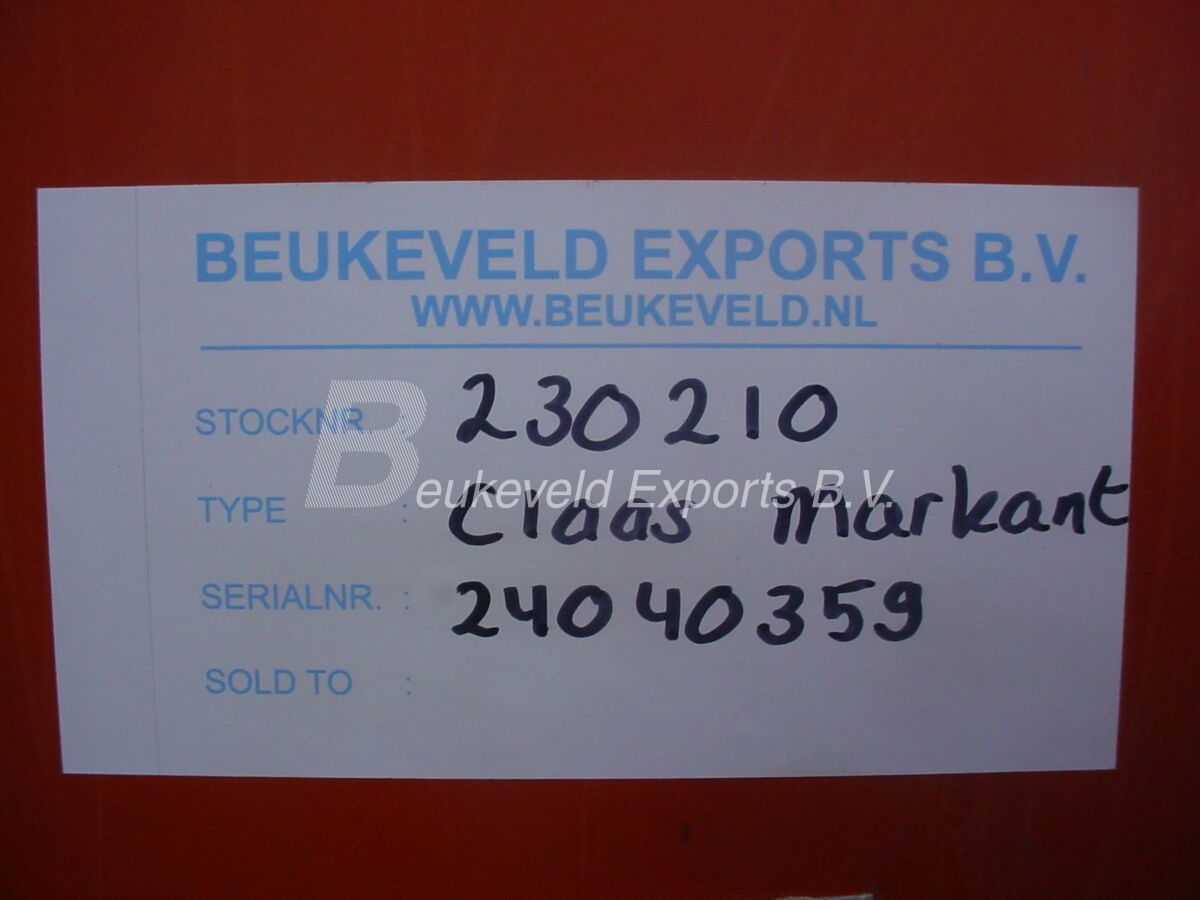 BEUKEVELD EXPORTS B.V.
WWW.BEUKEVELD.NL
STOCKNR. : 230210
Beukeveld Exports B.V.
TYPE : Claas Markant
SERIALNR. : 24040359
SOLD TO :